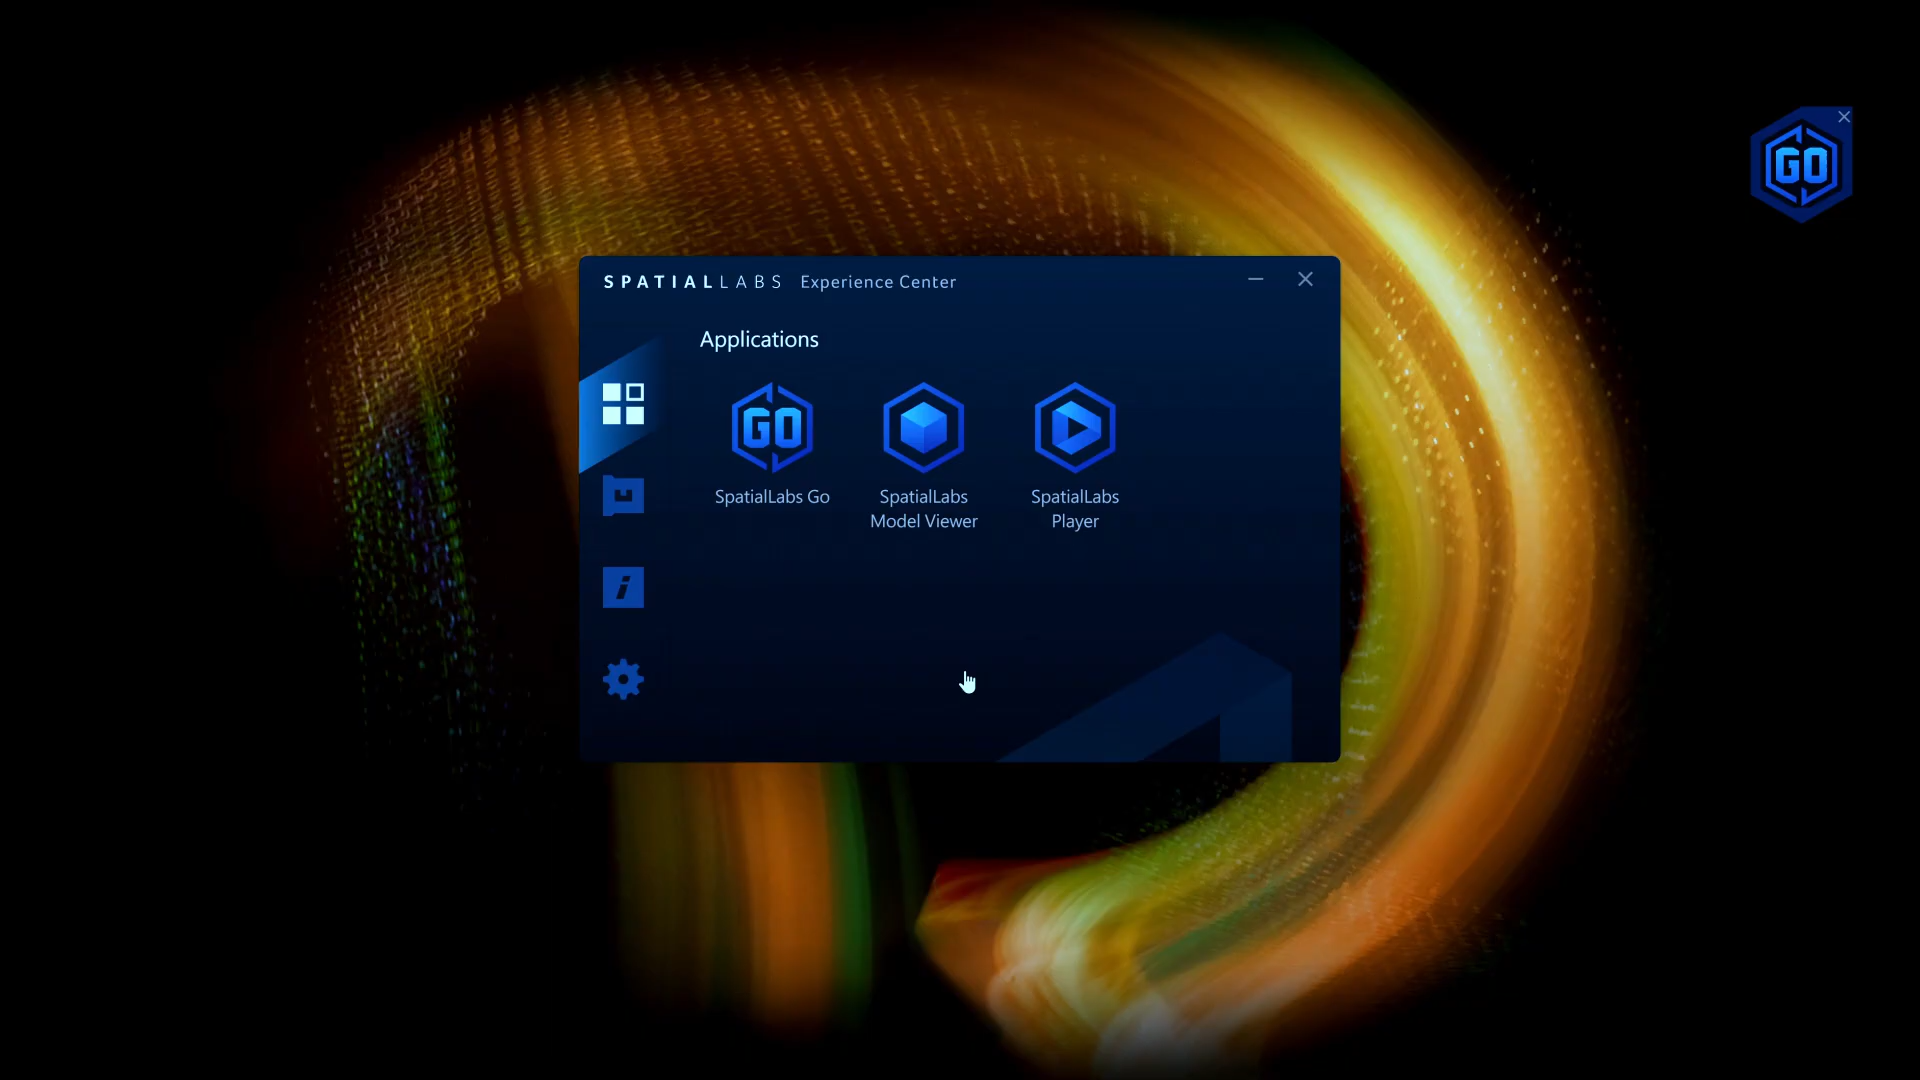 GO
SPATIALLABS Experience Center
Applications
GO
SpatialLabs Go
SpatialLabs
Model Viewer
SpatialLabs
Player